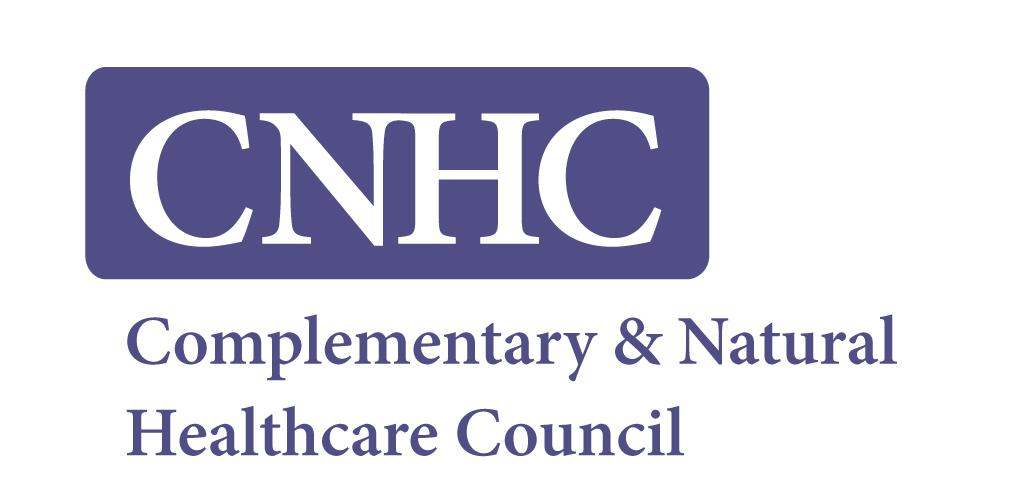 CNHC
Complementary & Natural
Healthcare Council